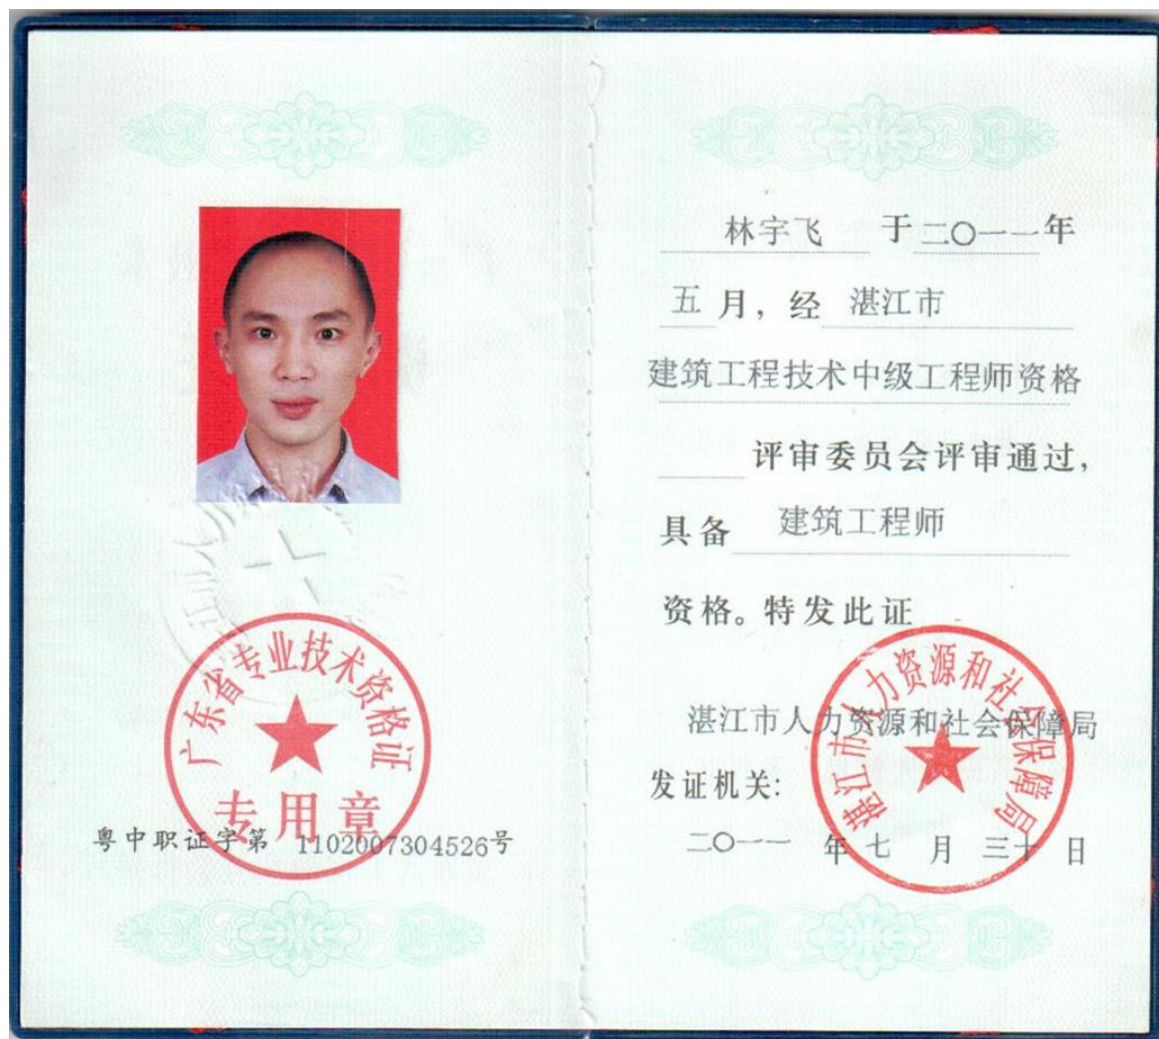 广东省专业技术资格证
专用章
粤中职证字第 1102007304526号
林宇飞 于二〇一一年
五月，经 湛江市
建筑工程技术中级工程师资格
评审委员会评审通过，
具备 建筑工程师
资格。特发此证
湛江市人力资源和社会保障局
发证机关：
二〇一一 年 七 月 三十 日
湛江市人力资源和社会保障局